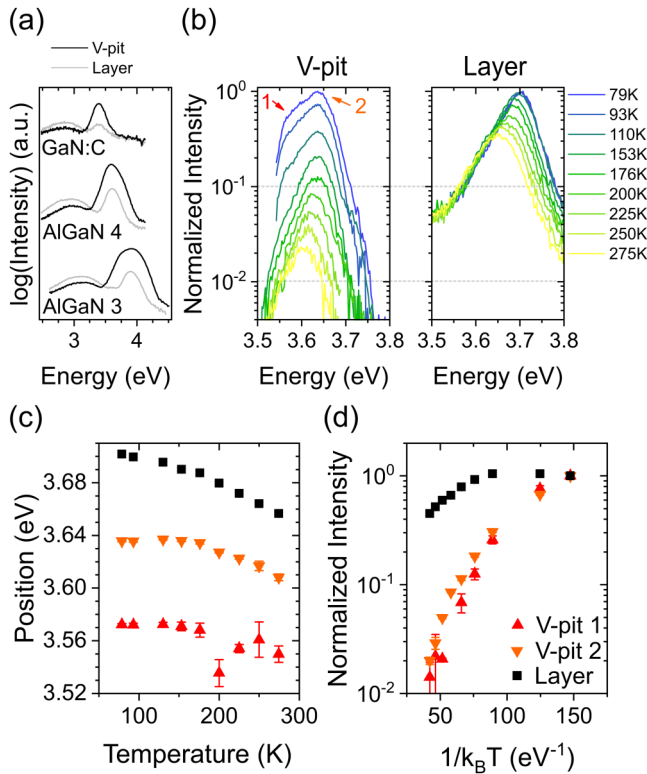 (a)
V-pit
Layer
log(Intensity) (a.u.)
GaN:C
AlGaN 4
AlGaN 3
3 4
Energy (eV)
(b)
V-pit
Layer
Normalized Intensity
10⁰
10⁻¹
10⁻²
1
2
3.5 3.6 3.7 3.8
Energy (eV)
3.5 3.6 3.7 3.8
Energy (eV)
79K
93K
110K
153K
176K
200K
225K
250K
275K
(c)
Position (eV)
3.68
3.64
3.60
3.56
3.52
100 150 200 250 300
Temperature (K)
(d)
Normalized Intensity
10⁰
10⁻¹
10⁻²
V-pit 1
V-pit 2
Layer
50 100 150
1/k_BT (eV⁻¹)